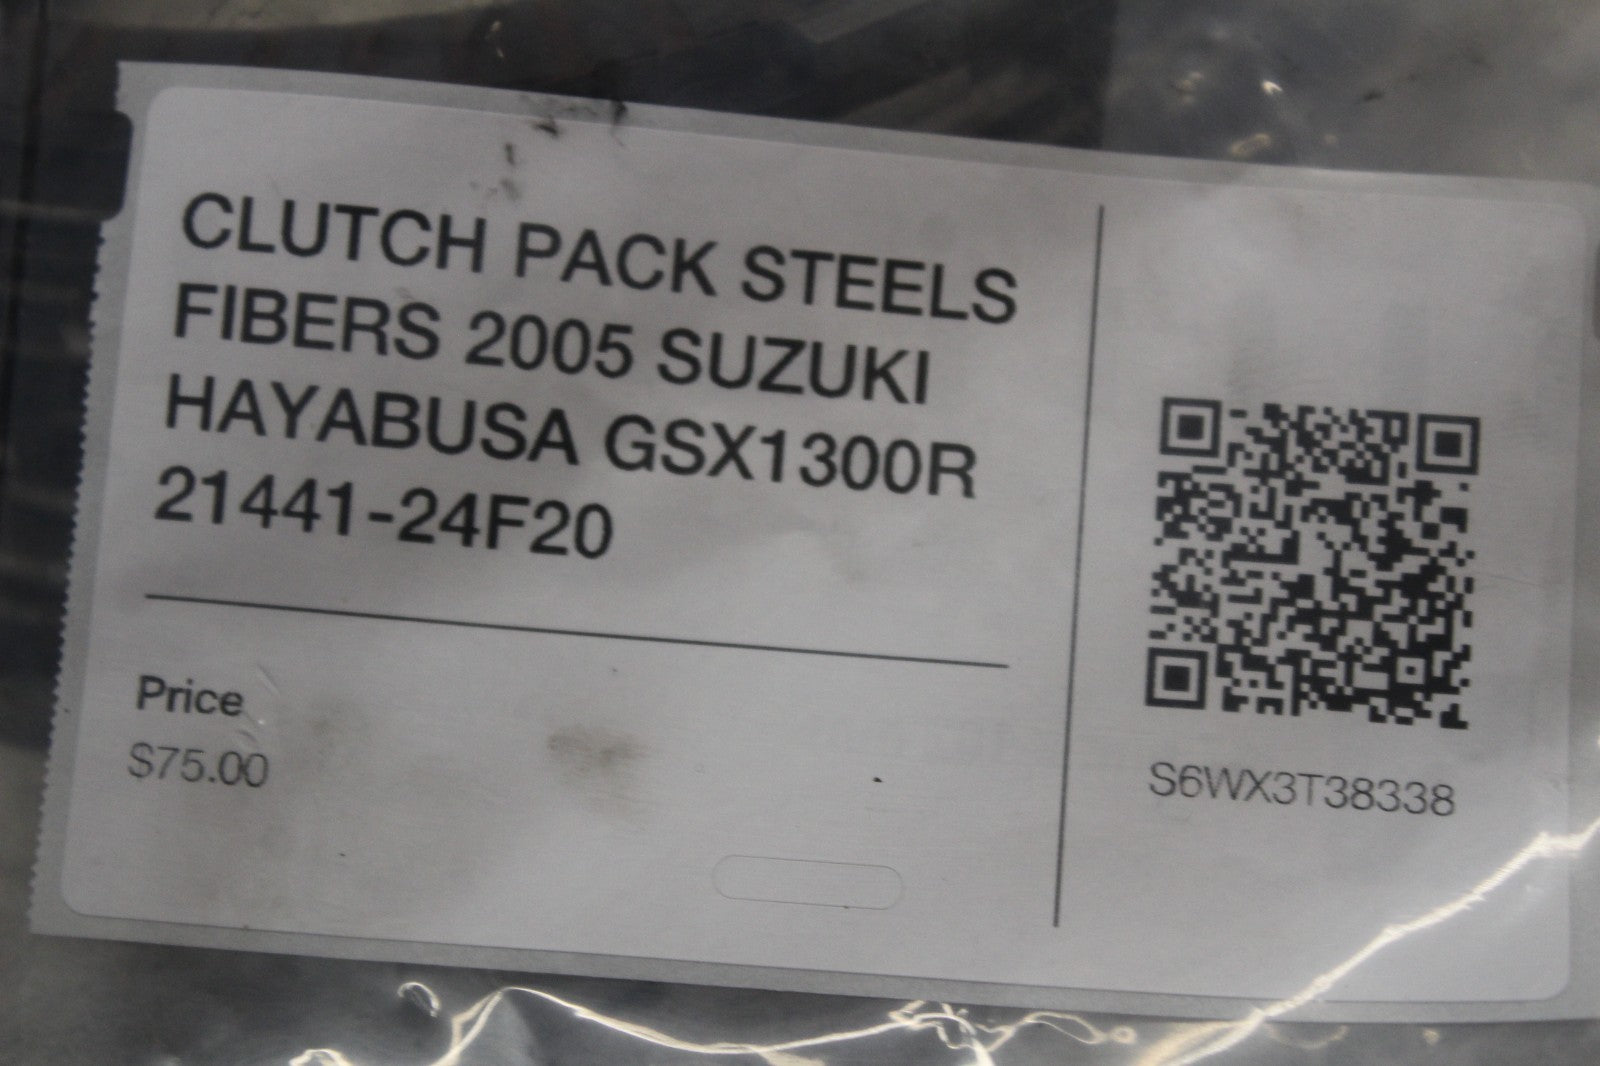 CLUTCH PACK STEELS
FIBERS 2005 SUZUKI
HAYABUSA GSX1300R
21441-24F20
Price
$75.00
S6WX3T38338